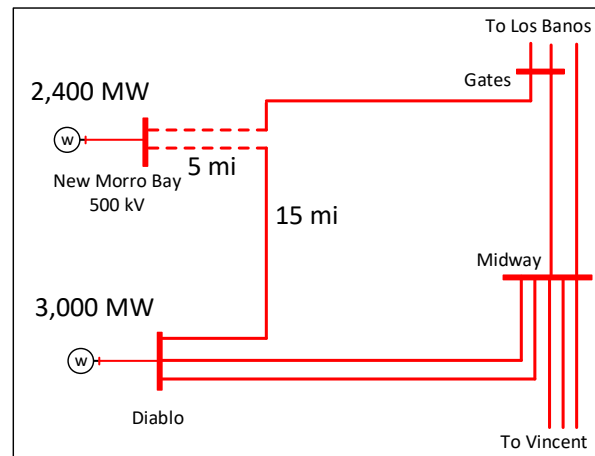 To Los Banos
Gates
2,400 MW
W
5 mi
New Morro Bay
500 kV
15 mi
Midway
3,000 MW
W
Diablo
To Vincent